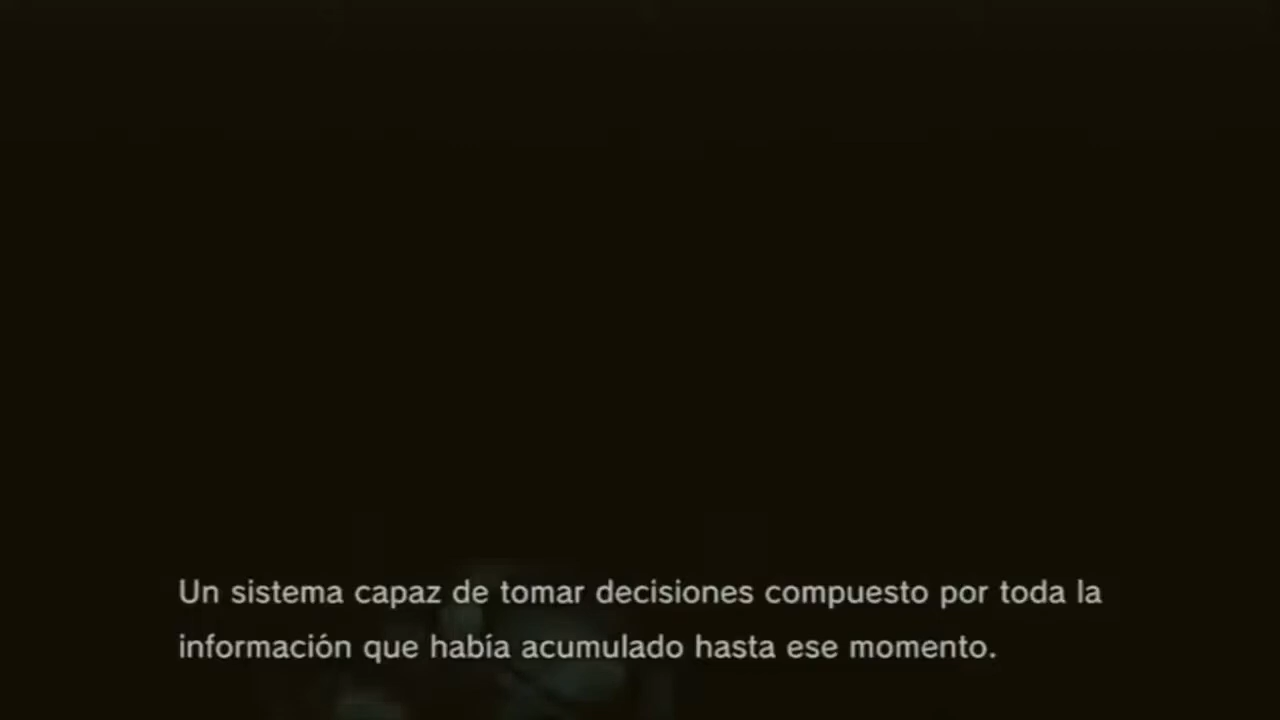 Un sistema capaz de tomar decisiones compuesto por toda la
información que había acumulado hasta ese momento.